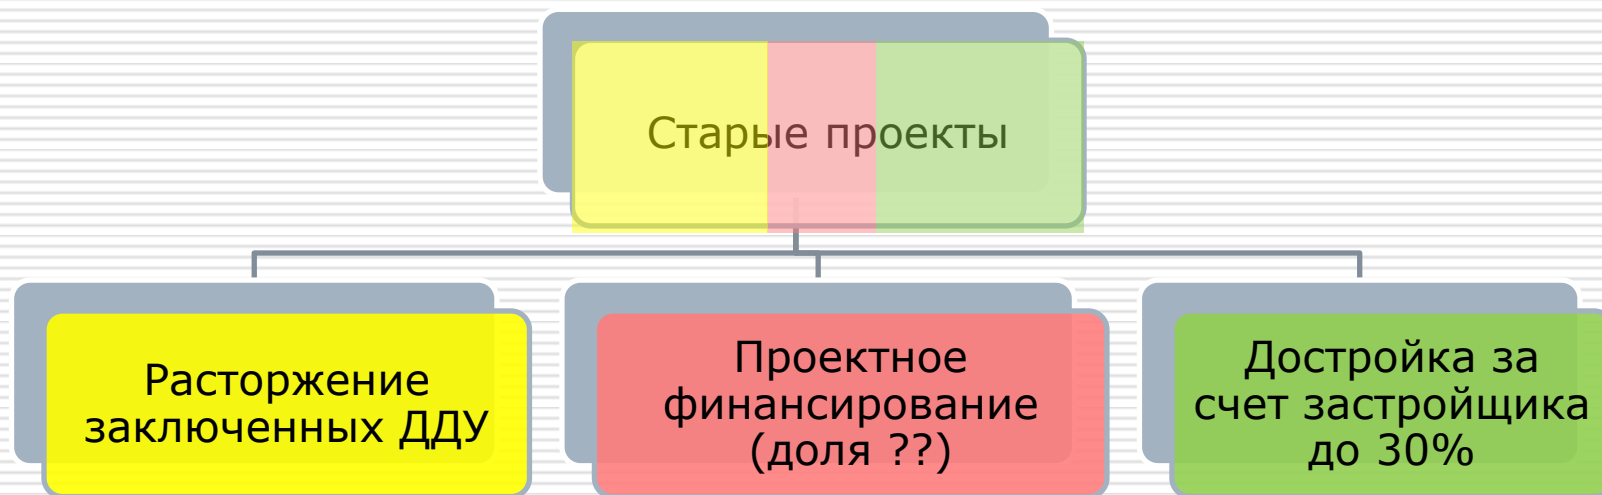 Старые проекты
Расторжение
заключенных ДДУ
Проектное
финансирование
(доля ??)
Достройка за
счет застройщика
до 30%